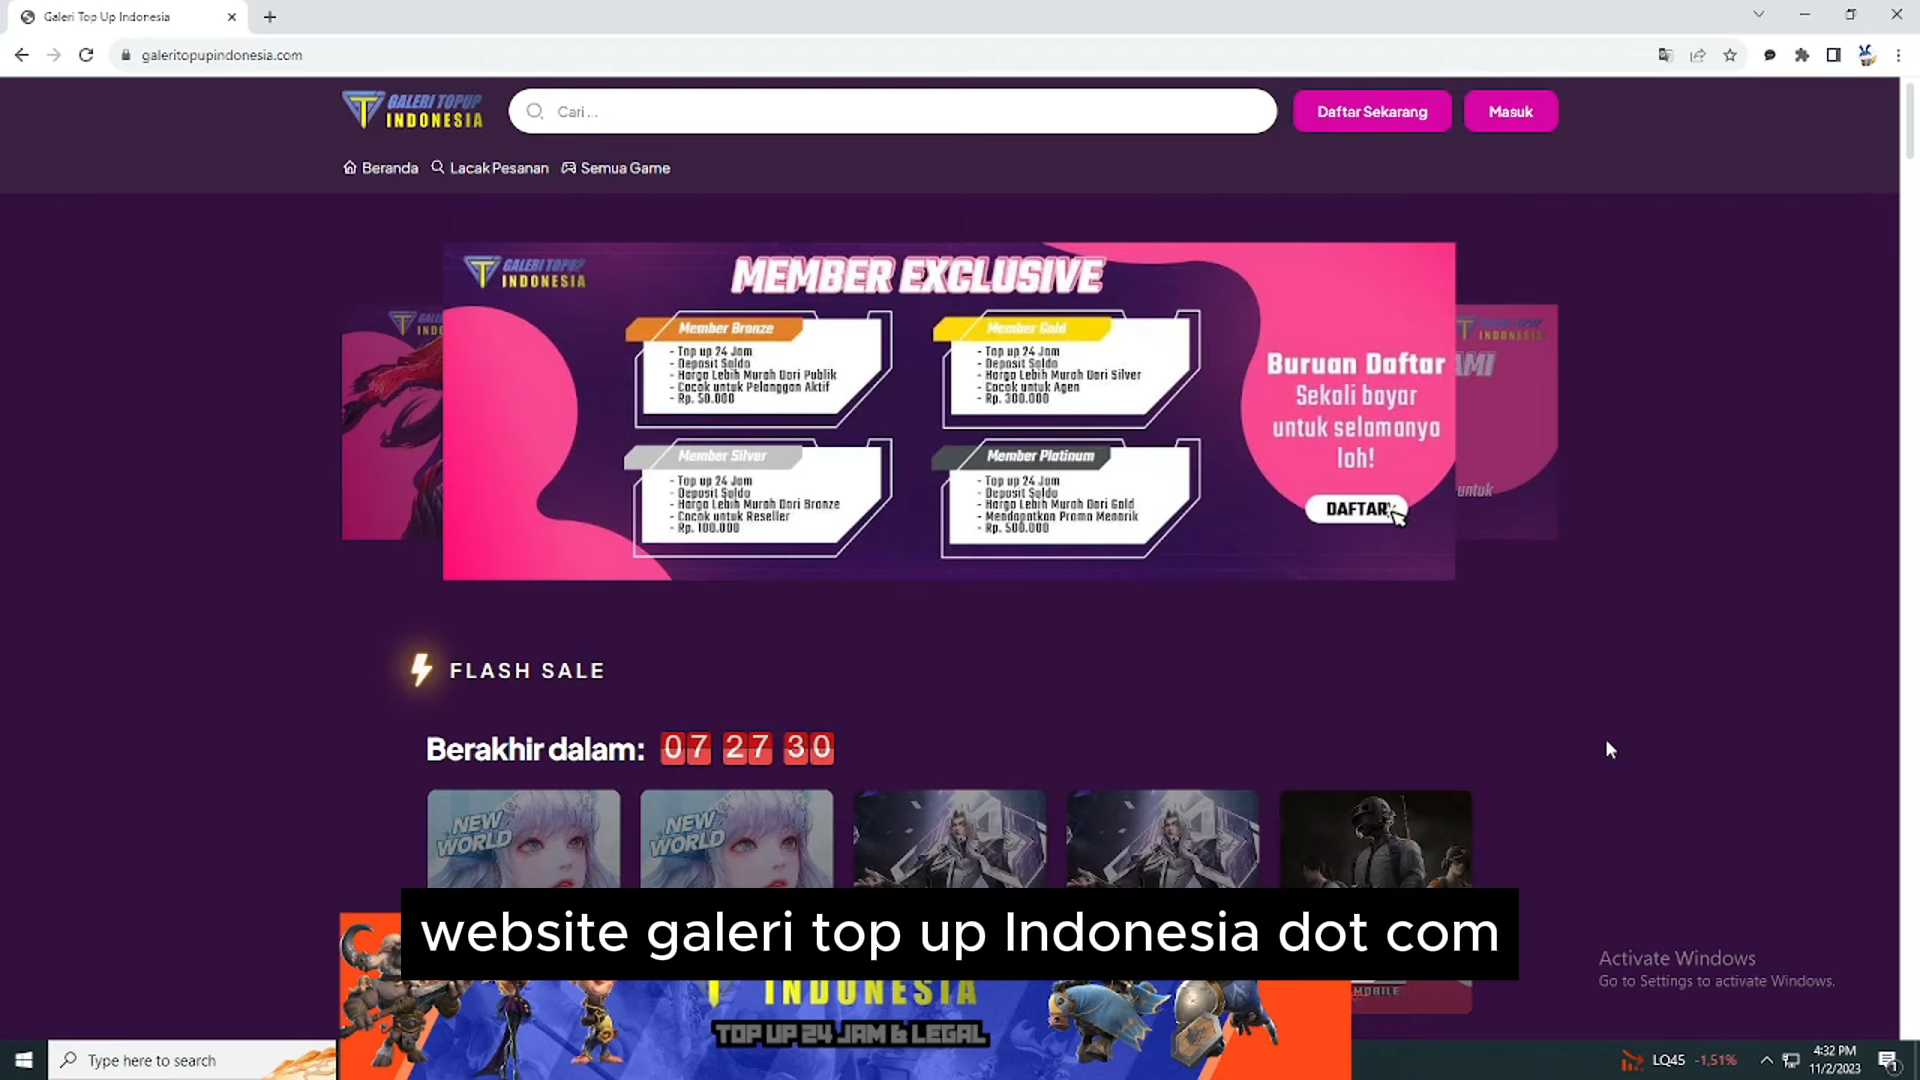 Galeri Top Up Indonesia
galeritopupindonesia.com
GALERI TOPUP
INDONESIA
Cari ...
Daftar Sekarang
Masuk
Beranda
Lacak Pesanan
Semua Game
GALERI TOPUP
INDONESIA
MEMBER EXCLUSIVE
Member Bronze
- Top up 24 Jam
- Deposit Saldo
- Harga Lebih Murah Dari Publik
- Cocok untuk Pelanggan Aktif
- Rp. 50.000
Member Gold
- Top up 24 Jam
- Deposit Saldo
- Harga Lebih Murah Dari Silver
- Cocok untuk Agen
- Rp. 300.000
Member Silver
- Top up 24 Jam
- Deposit Saldo
- Harga Lebih Murah Dari Bronze
- Cocok untuk Reseller
- Rp. 100.000
Member Platinum
- Top up 24 Jam
- Deposit Saldo
- Harga Lebih Murah Dari Gold
- Mendapatkan Promo Menarik
- Rp. 500.000
Buruan Daftar
Sekali bayar
untuk selamanya
loh!
DAFTAR
INDONESIA
untuk
FLASH SALE
Berakhir dalam: 07 27 30
NEW
WORLD
NEW
WORLD
website galeri top up Indonesia dot com
INDONESIA
TOP UP 24 JAM & LEGAL
MOBILE
Activate Windows
Go to Settings to activate Windows.
Type here to search
LQ45 -1,51%
4:32 PM
11/2/2023
1